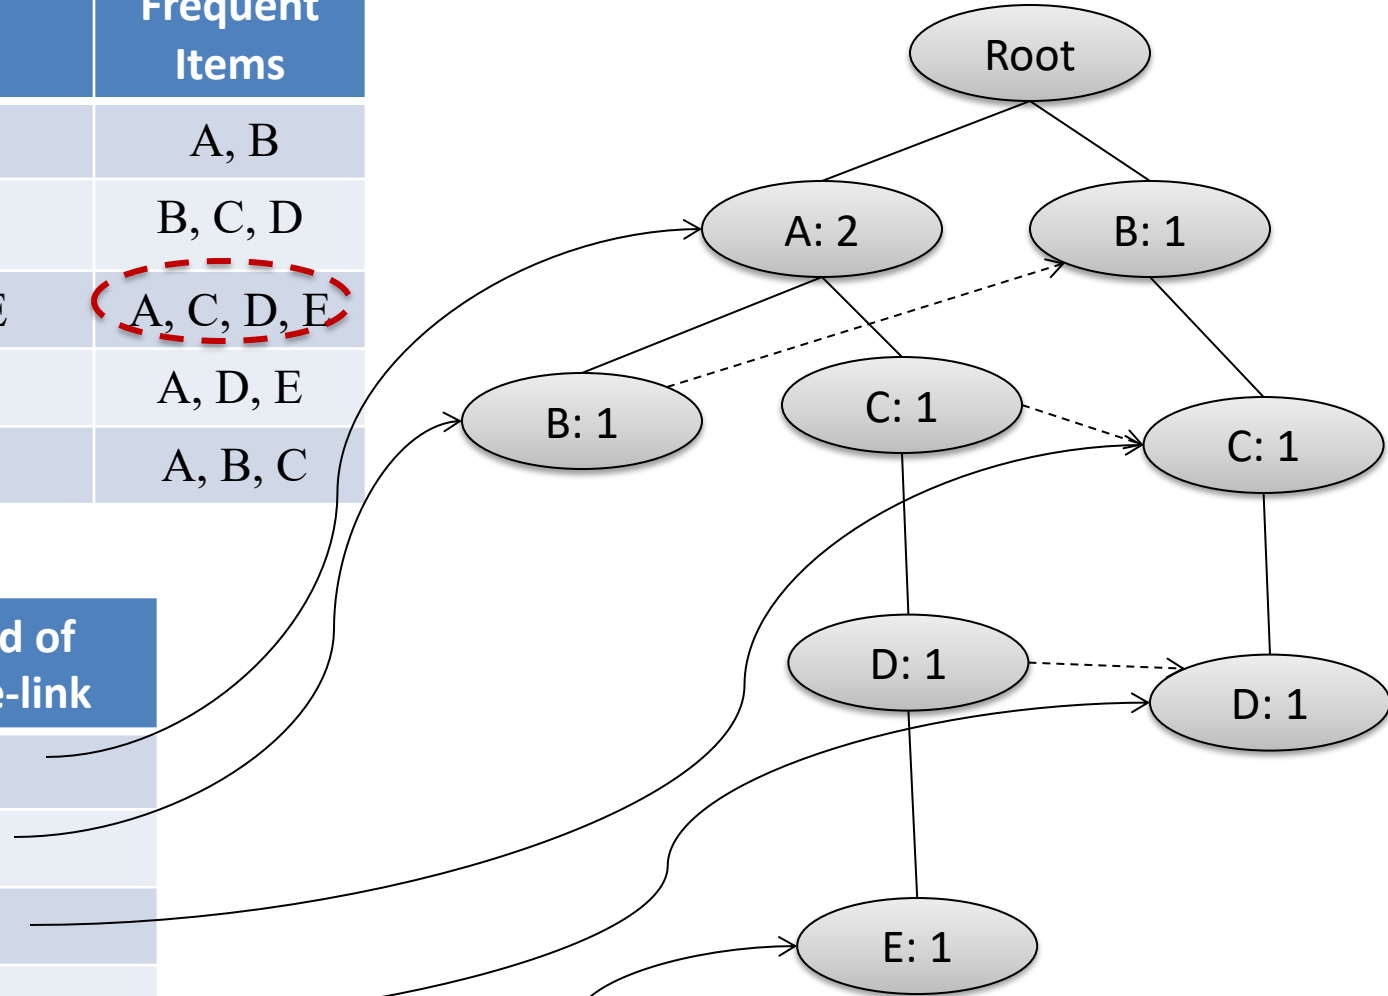 Frequent
Items
A, B
B, C, D
E
A, C, D, E
A, D, E
A, B, C
d of
e-link
Root
A: 2
B: 1
B: 1
C: 1
C: 1
D: 1
D: 1
E: 1